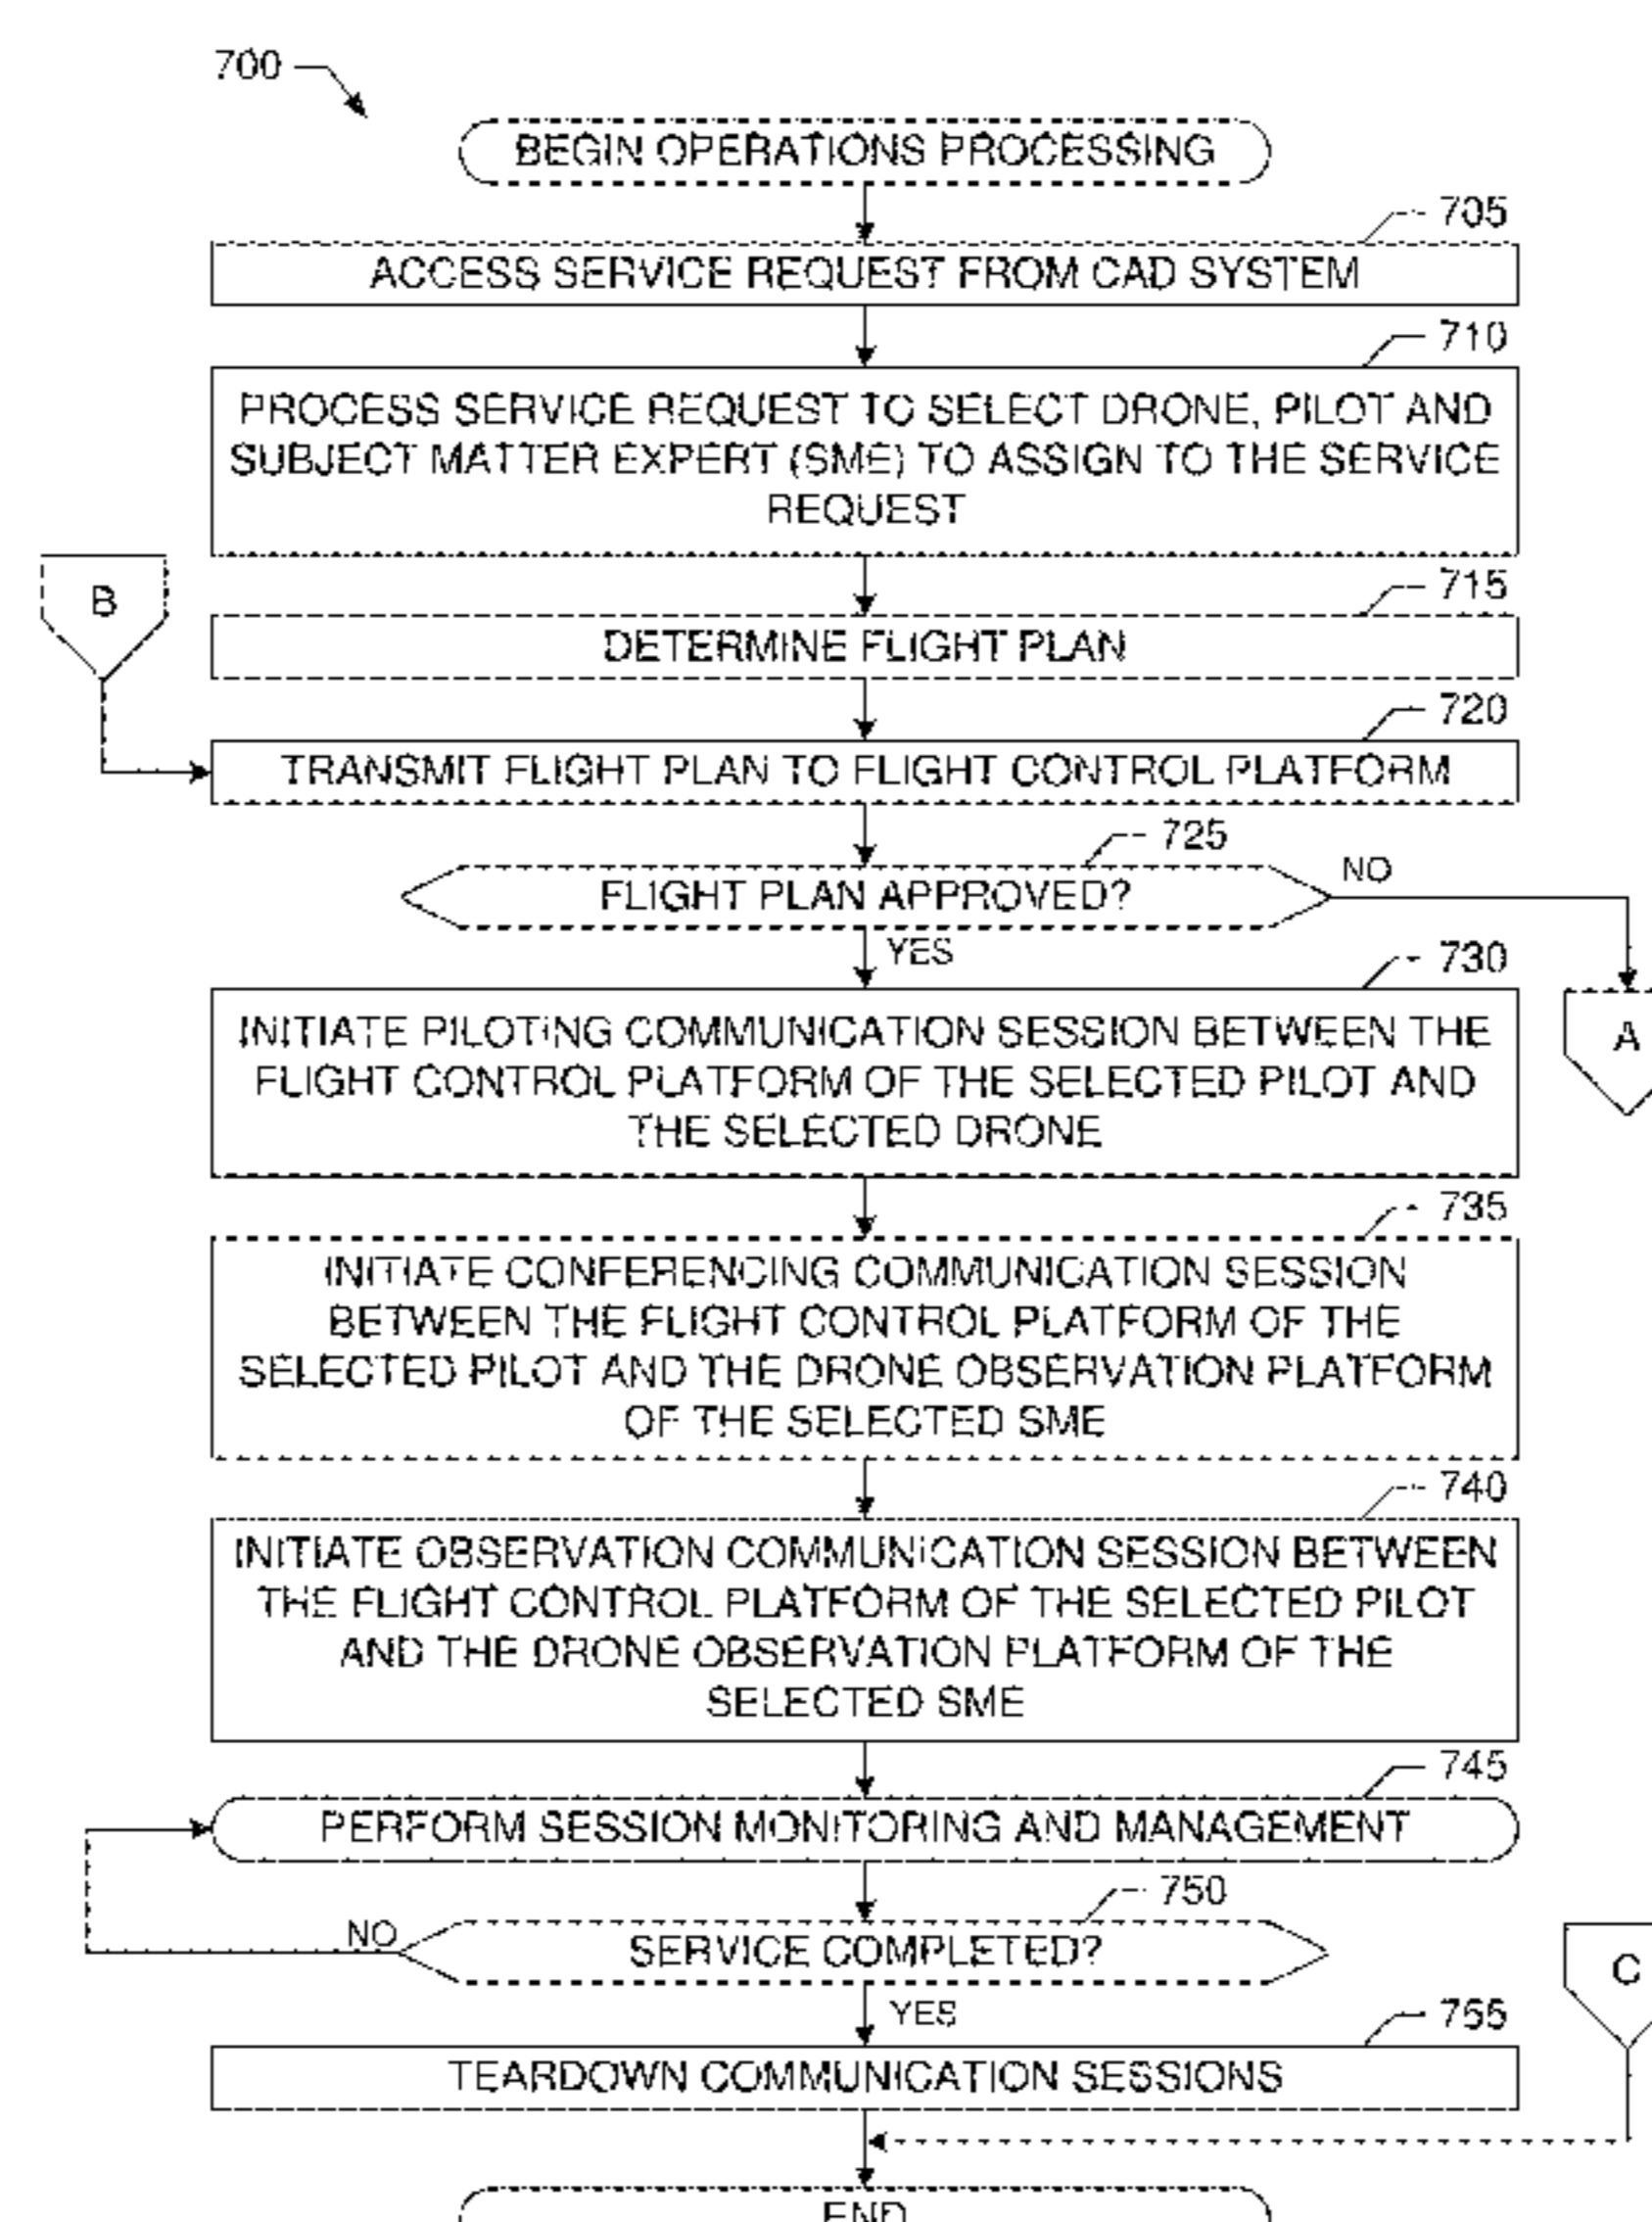 700
BEGIN OPERATIONS PROCESSING
705
ACCESS SERVICE REQUEST FROM CAD SYSTEM
710
PROCESS SERVICE REQUEST TO SELECT DRONE, PILOT AND
SUBJECT MATTER EXPERT (SME) TO ASSIGN TO THE SERVICE
REQUEST
B
715
DETERMINE FLIGHT PLAN
720
TRANSMIT FLIGHT PLAN TO FLIGHT CONTROL PLATFORM
725
FLIGHT PLAN APPROVED?
NO
YES
730
INITIATE PILOTING COMMUNICATION SESSION BETWEEN THE
FLIGHT CONTROL PLATFORM OF THE SELECTED PILOT AND
THE SELECTED DRONE
A
735
INITIATE CONFERENCING COMMUNICATION SESSION
BETWEEN THE FLIGHT CONTROL PLATFORM OF THE
SELECTED PILOT AND THE DRONE OBSERVATION PLATFORM
OF THE SELECTED SME
740
INITIATE OBSERVATION COMMUNICATION SESSION BETWEEN
THE FLIGHT CONTROL PLATFORM OF THE SELECTED PILOT
AND THE DRONE OBSERVATION PLATFORM OF THE
SELECTED SME
745
PERFORM SESSION MONITORING AND MANAGEMENT
750
NO
SERVICE COMPLETED?
YES
C
755
TEARDOWN COMMUNICATION SESSIONS
END